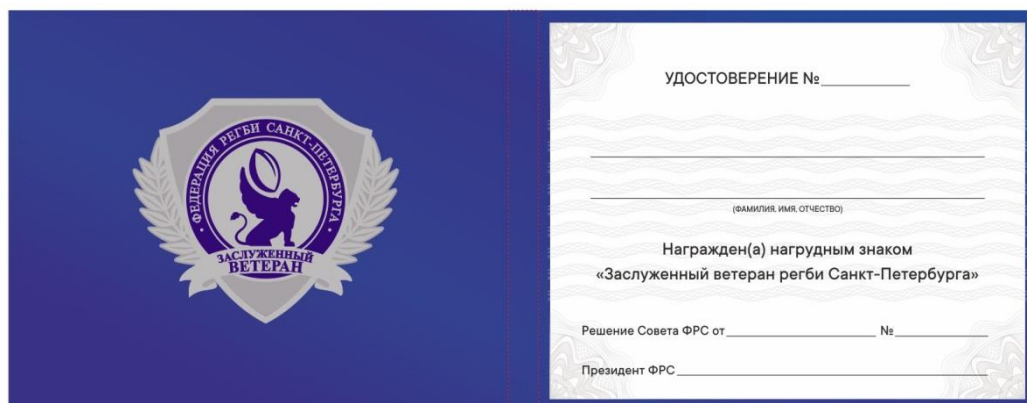 · ФЕДЕРАЦИЯ РЕГБИ САНКТ-ПЕТЕРБУРГА ·
ЗАСЛУЖЕННЫЙ
ВЕТЕРАН
УДОСТОВЕРЕНИЕ №
(ФАМИЛИЯ, ИМЯ, ОТЧЕСТВО)
Награжден(а) нагрудным знаком
«Заслуженный ветеран регби Санкт-Петербурга»
Решение Совета ФРС от №
Президент ФРС